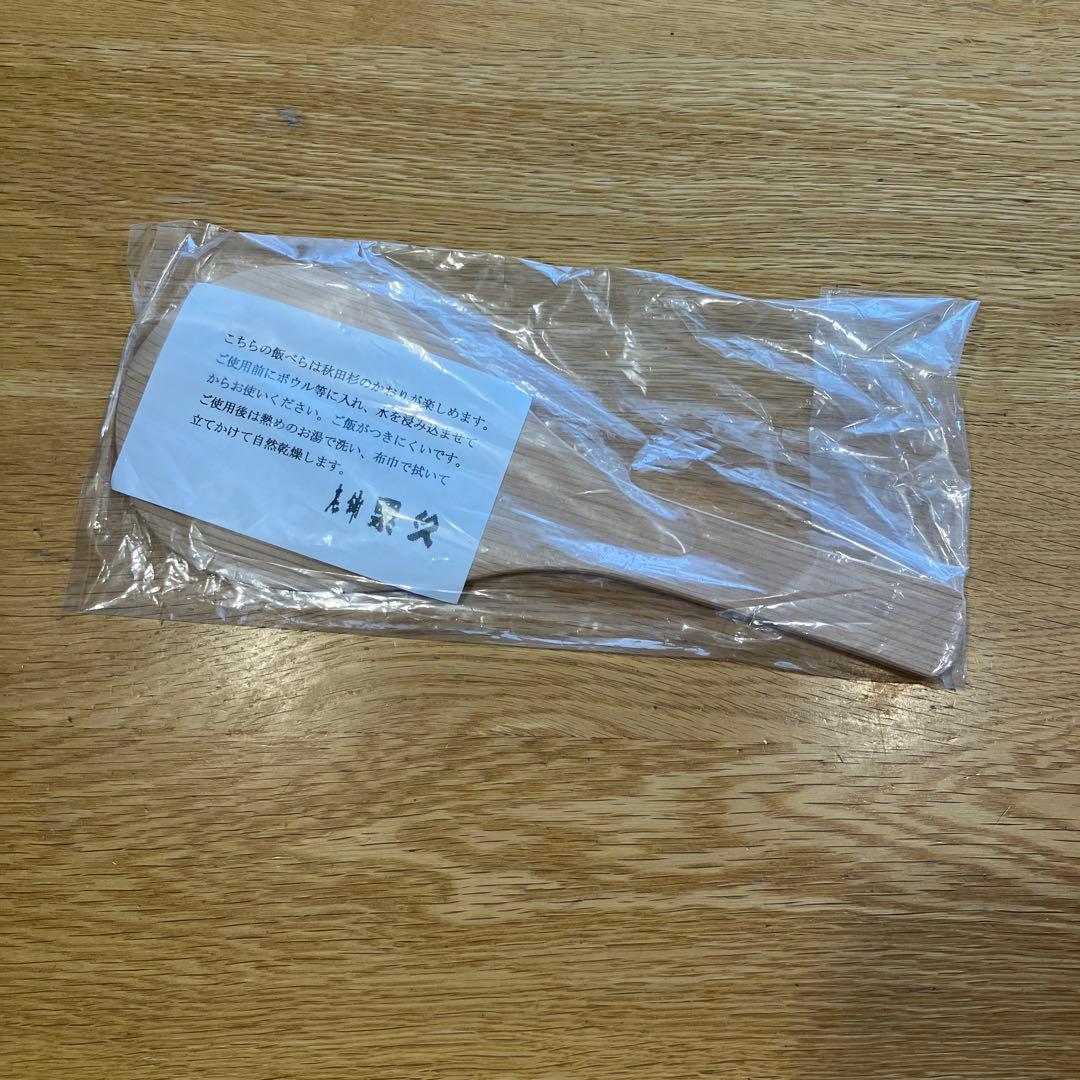 こちらの飯べらは秋田杉のかおりが楽しめます。
ご使用前にボウル等に入れ、水を浸み込ませて
からお使いください。ご飯がつきにくいです。
ご使用後は熱めのお湯で洗い、布巾で拭いて
立てかけて自然乾燥します。
老舗 栗久